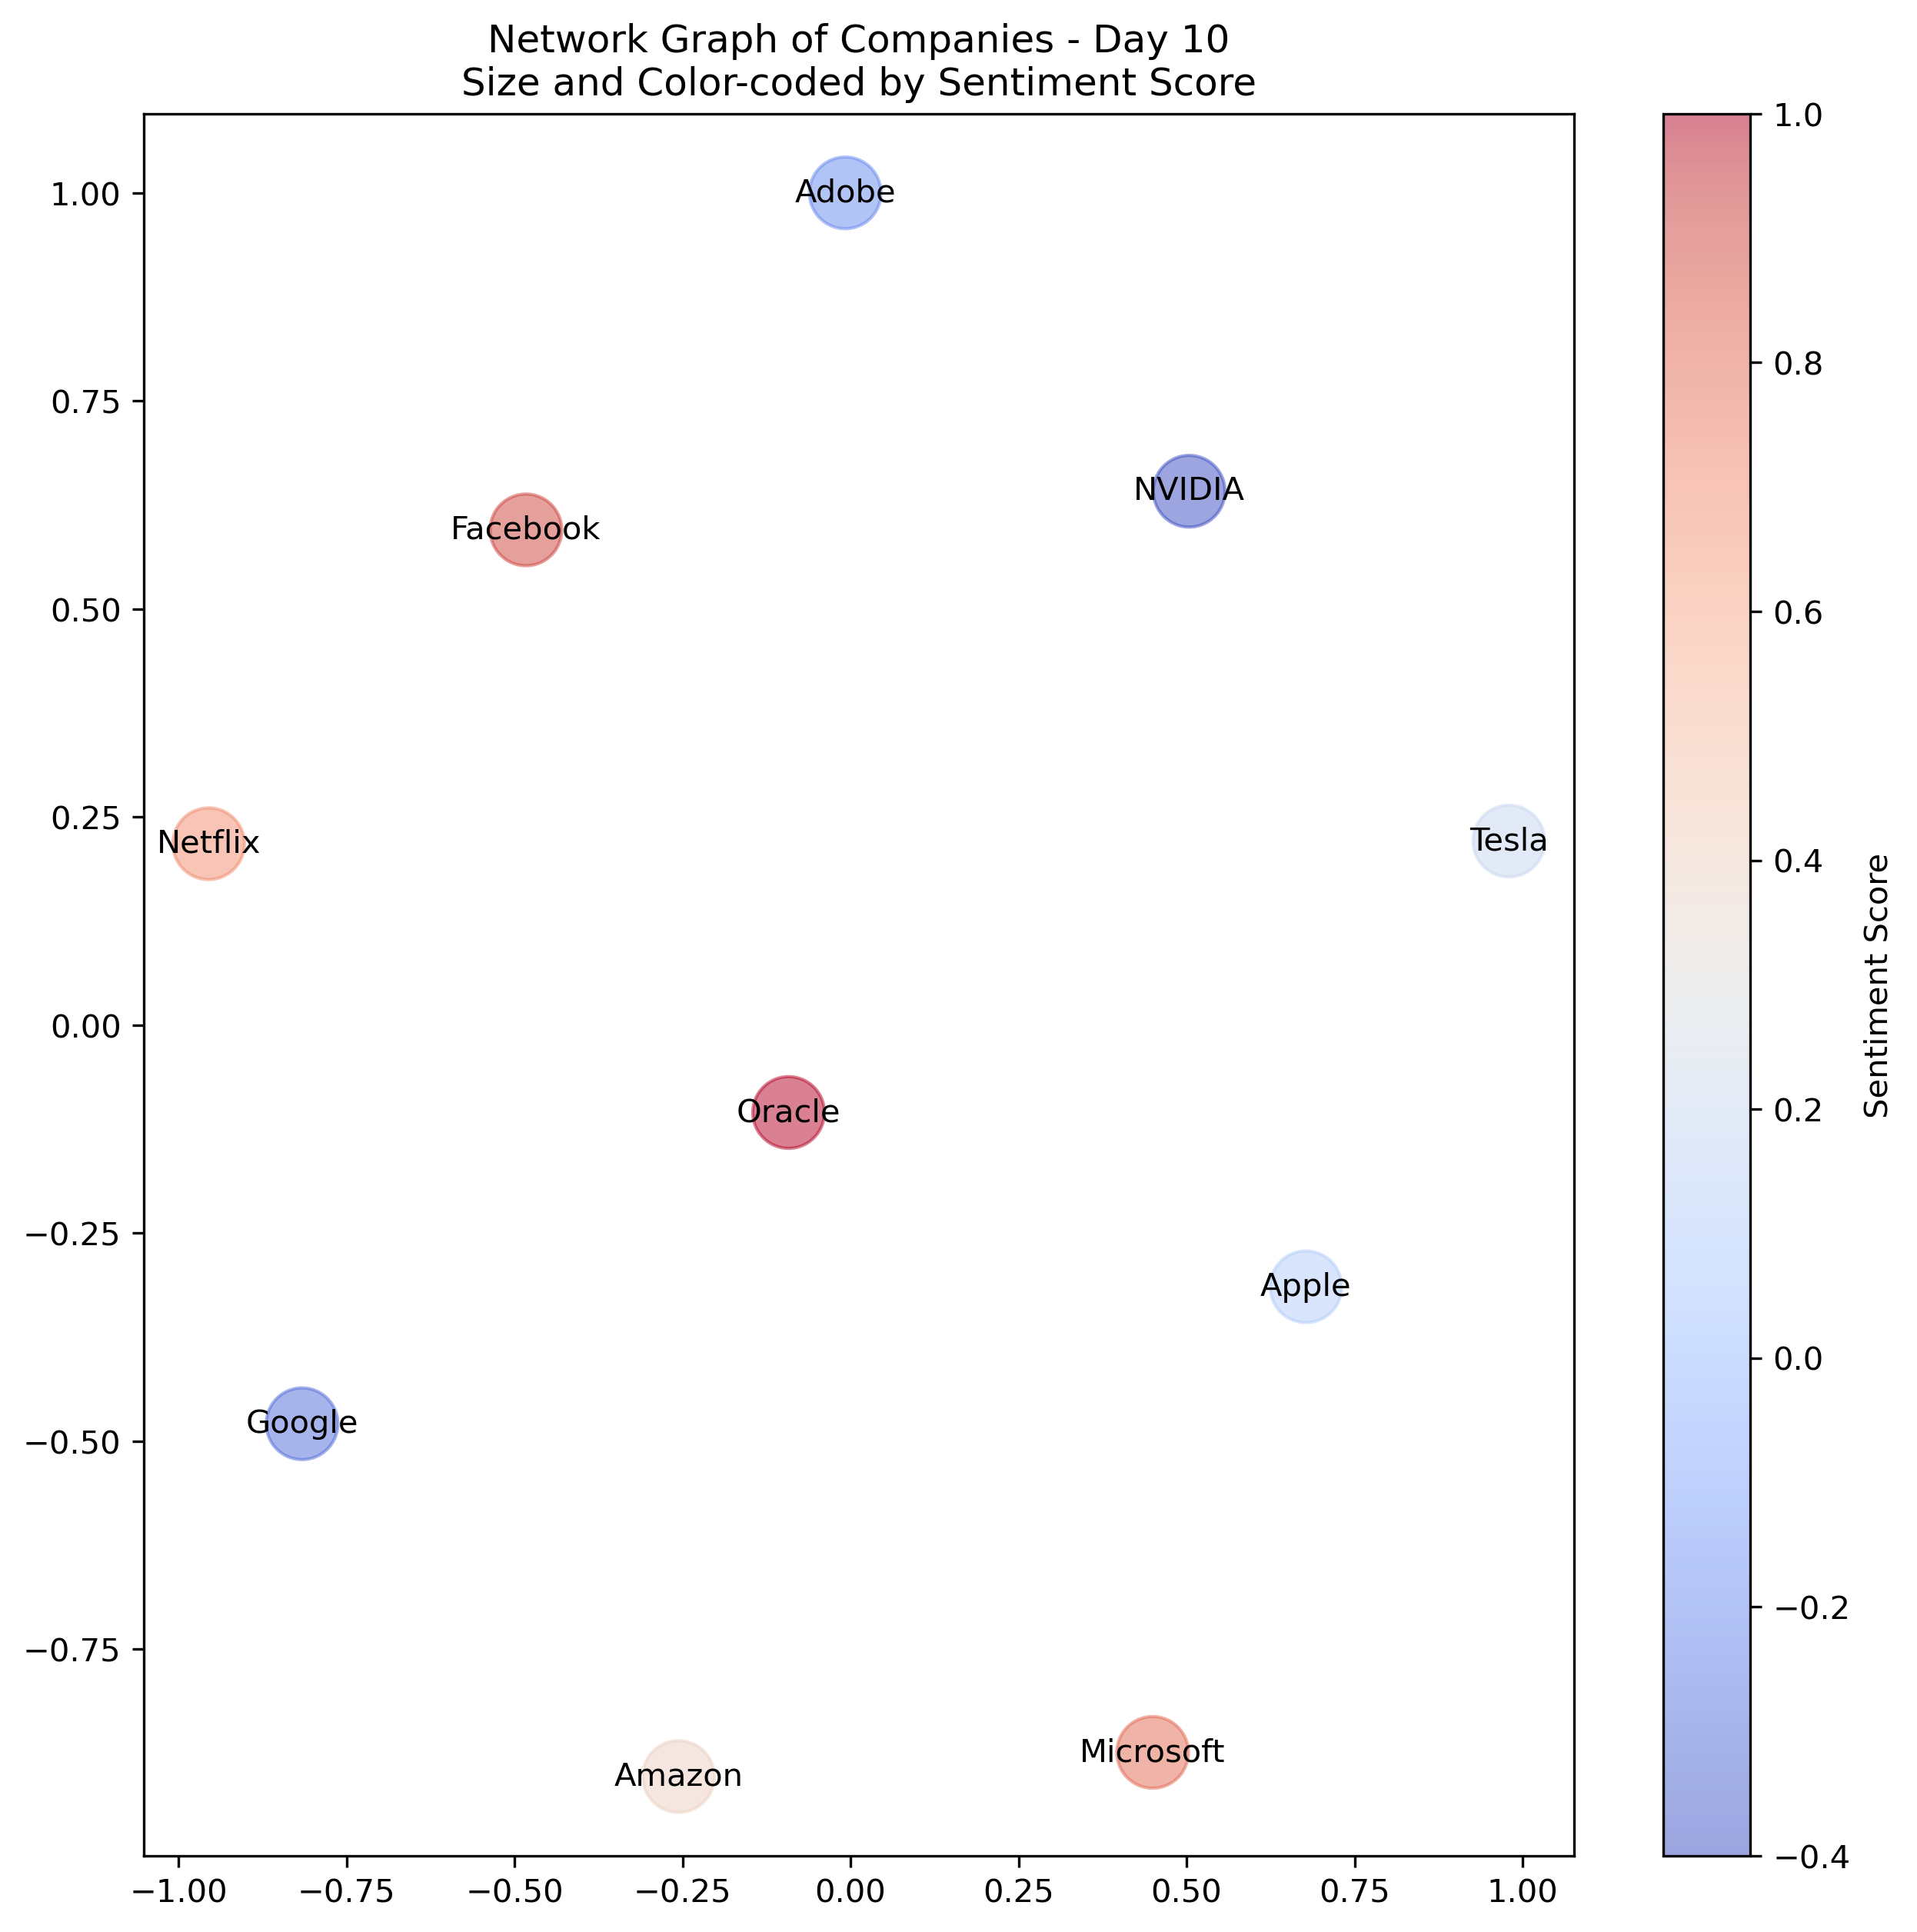 Network Graph of Companies - Day 10
Size and Color-coded by Sentiment Score
Adobe
NVIDIA
Facebook
Netflix
Tesla
Oracle
Apple
Google
Microsoft
Amazon
1.00
0.75
0.50
0.25
0.00
−0.25
−0.50
−0.75
−1.00
−0.75
−0.50
−0.25
0.00
0.25
0.50
0.75
1.00
1.0
0.8
0.6
0.4
0.2
0.0
−0.2
−0.4
Sentiment Score